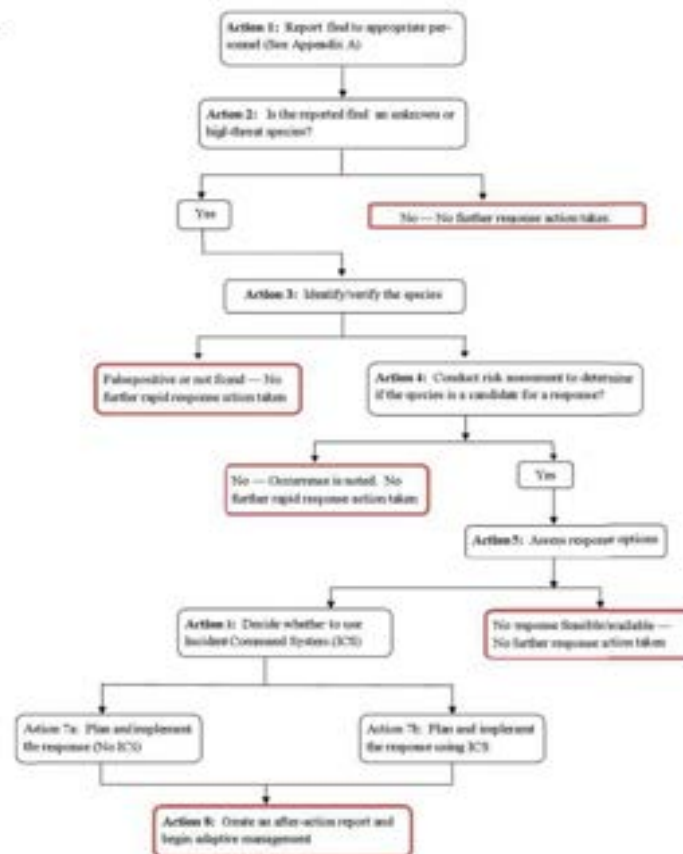 Action 1: Report find to appropriate per-
sonnel (See Appendix A)
Action 2: Is the reported find an unknown or
high-threat species?
Yes
No — No further response action taken
Action 3: Identify/verify the species
Falsepositive or not found — No
further rapid response action taken
Action 4: Conduct risk assessment to determine
if the species is a candidate for a response?
No — Occurrence is noted. No
further rapid response action taken
Yes
Action 5: Assess response options
Action 6: Decide whether to use
Incident Command System (ICS)
No response feasible/available —
No further response action taken
Action 7a: Plan and implement
the response (No ICS)
Action 7b: Plan and implement
the response using ICS
Action 8: Create an after-action report and
begin adaptive management